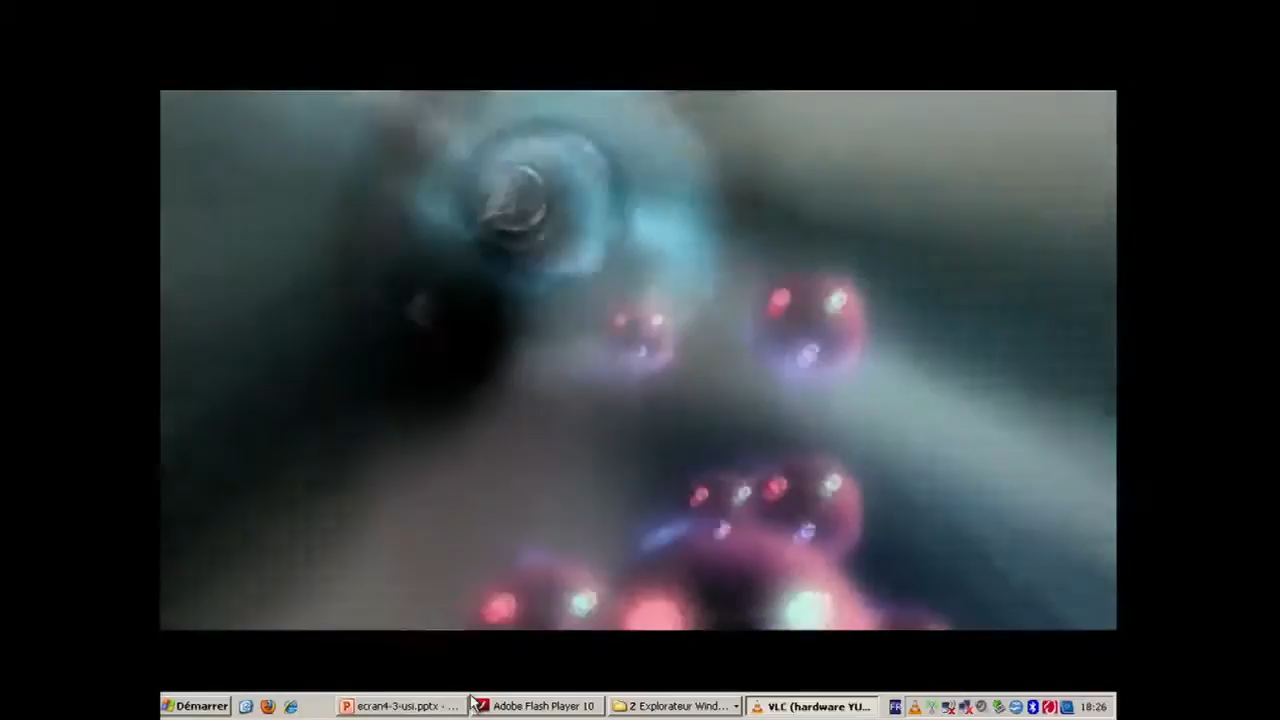 Démarrer
ecran4-3-usi.pptx - ...
Adobe Flash Player 10
2 Explorateur Wind...
VLC (hardware YU...
FR
18:26